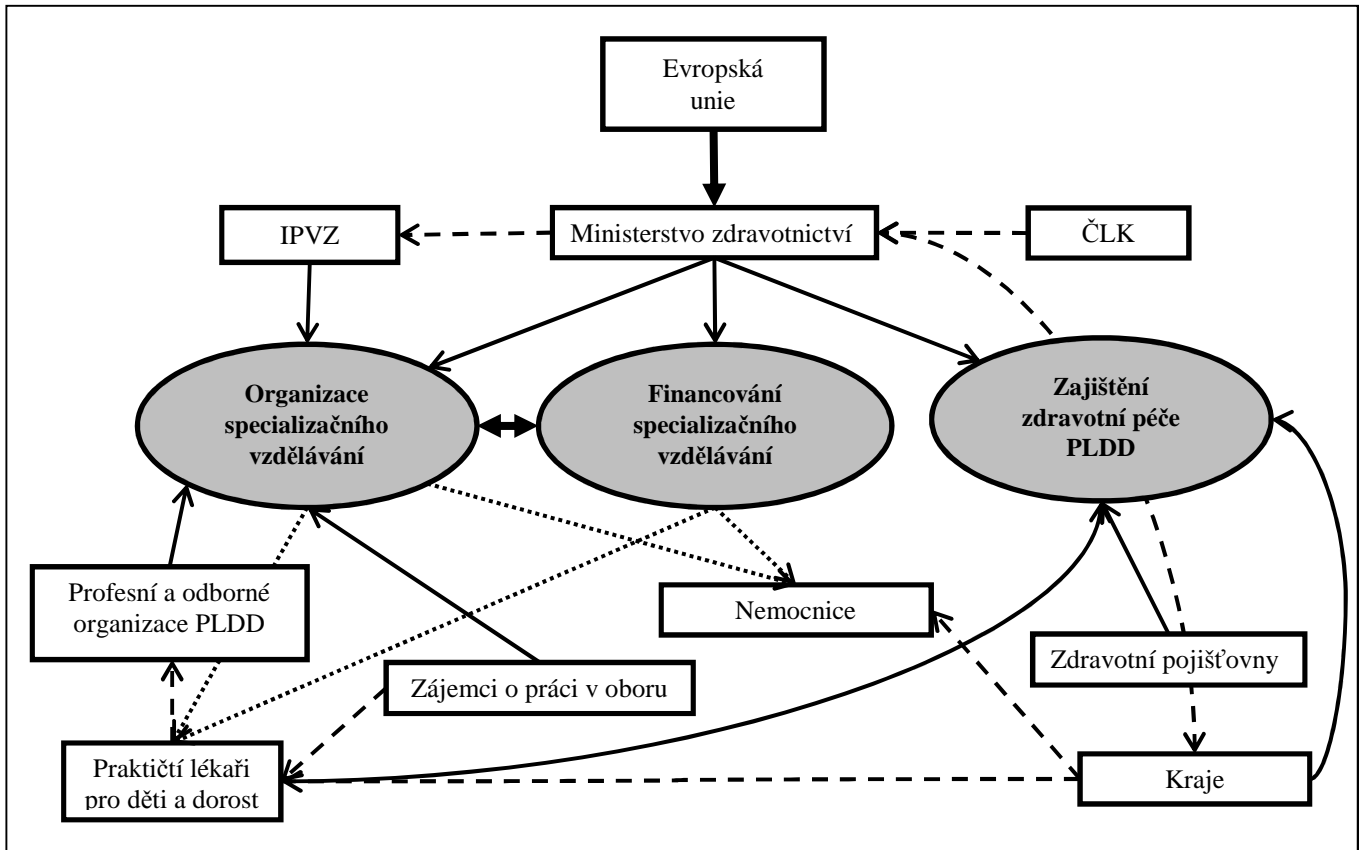 Evropská
unie
IPVZ
Ministerstvo zdravotnictví
ČLK
Organizace
specializačního
vzdělávání
Financování
specializačního
vzdělávání
Zajištění
zdravotní péče
PLDD
Profesní a odborné
organizace PLDD
Nemocnice
Zájemci o práci v oboru
Zdravotní pojišťovny
Praktičtí lékaři
pro děti a dorost
Kraje